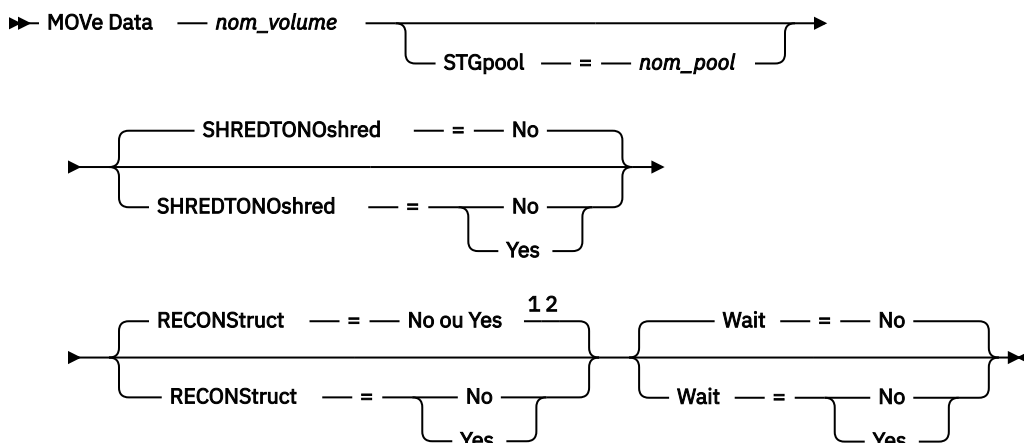 MOVe Data — nom_volume
STGpool — = — nom_pool
SHREDTONOshred — = — No
SHREDTONOshred — = — No
Yes
RECONStruct — = — No ou Yes 1 2 Wait — = — No
RECONStruct — = — No Wait — = — No
Yes Yes